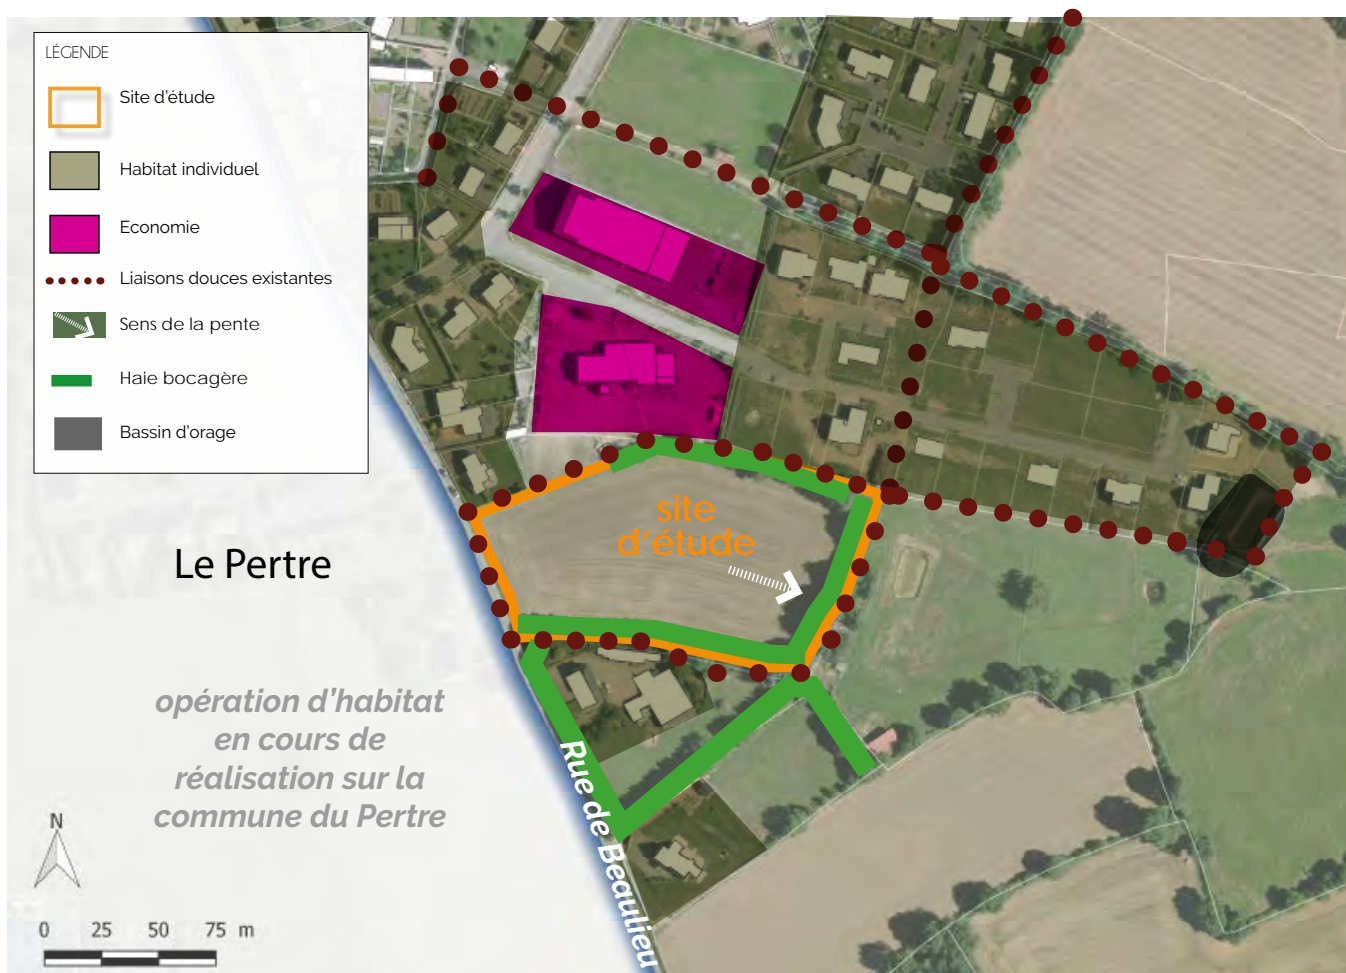 LÉGENDE
Site d'étude
Habitat individuel
Economie
Liaisons douces existantes
Sens de la pente
Haie bocagère
Bassin d'orage
site
d'étude
Le Pertre
opération d'habitat
en cours de
réalisation sur la
commune du Pertre
Rue de Beaulieu
N
0 25 50 75 m